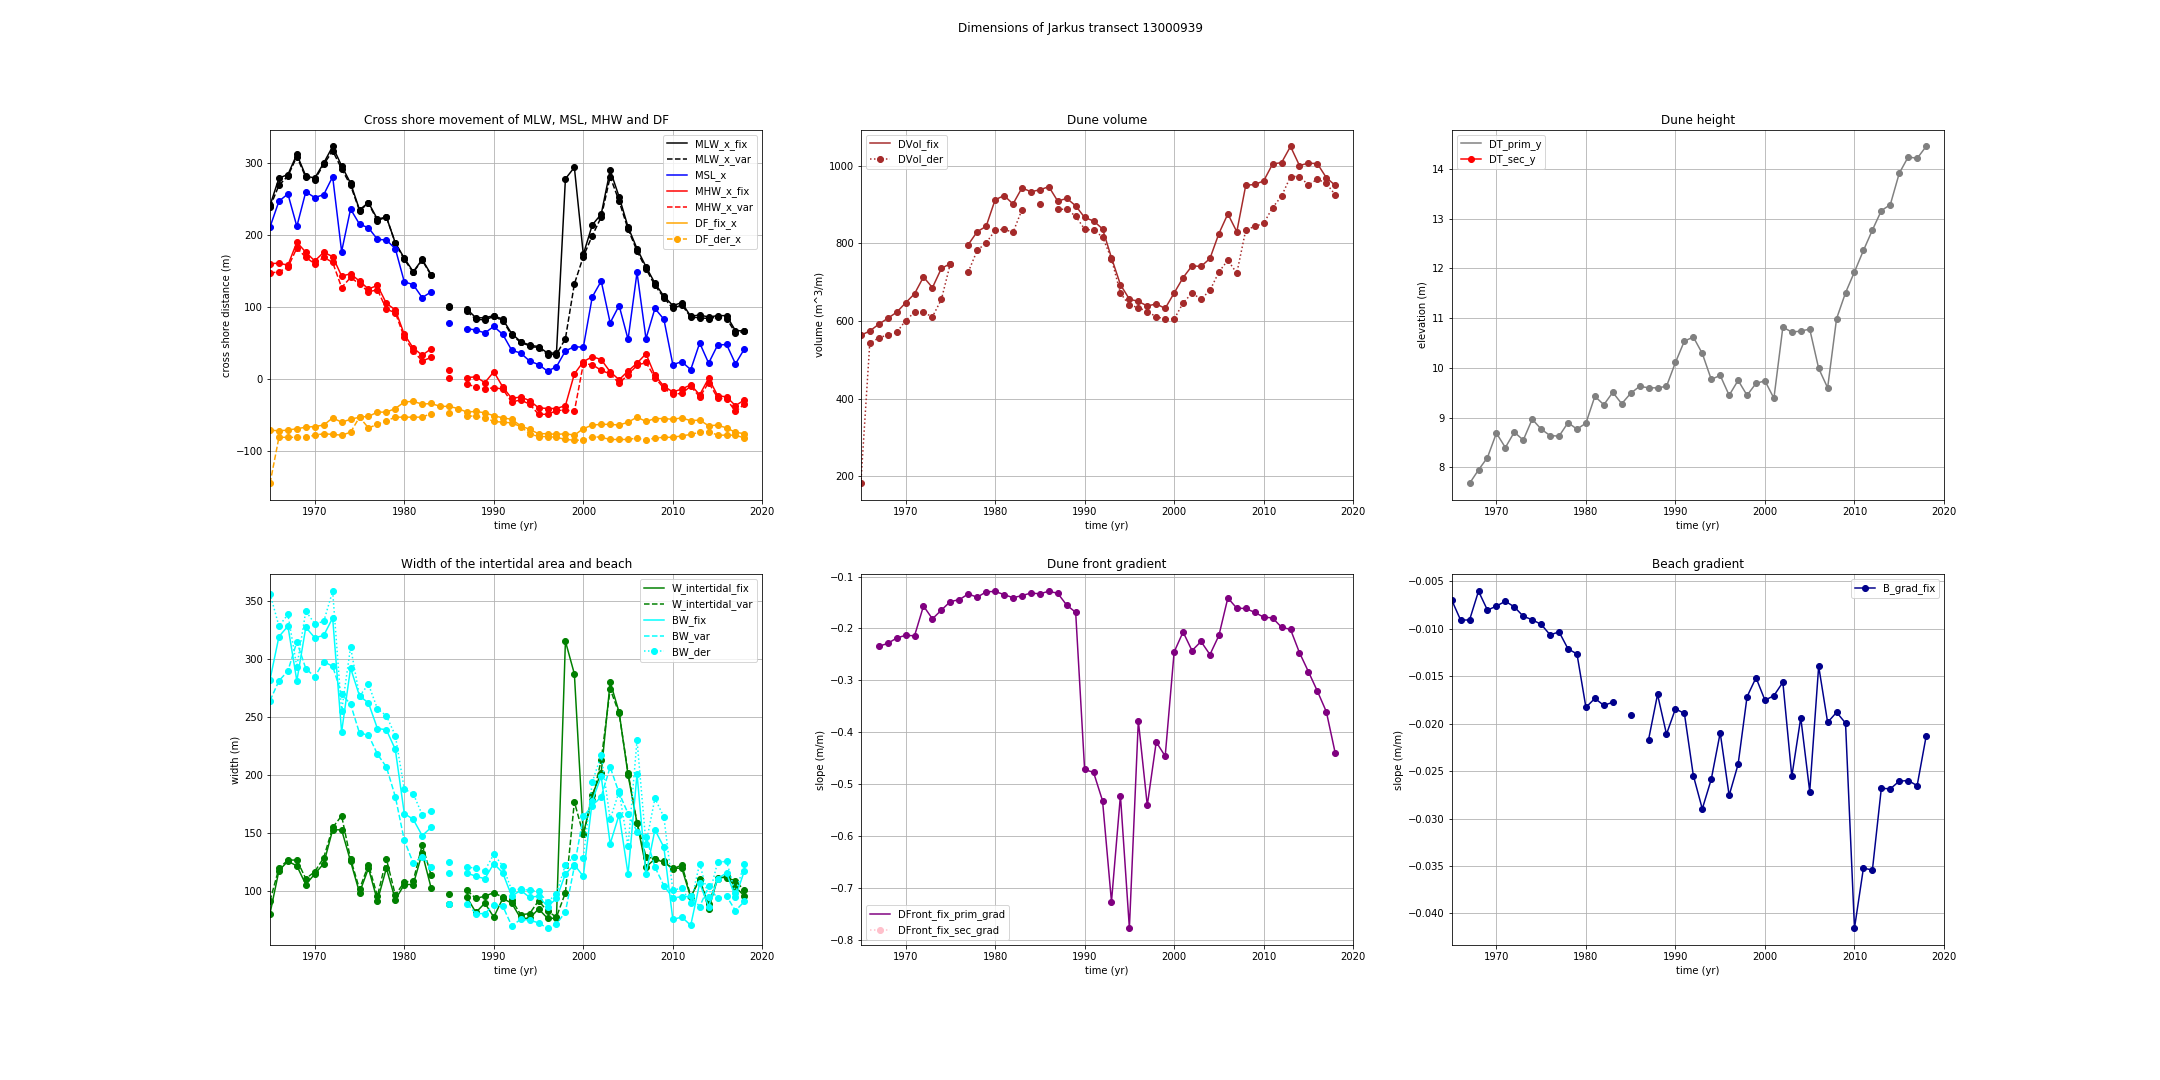 Dimensions of Jarkus transect 13000939
Cross shore movement of MLW, MSL, MHW and DF
cross shore distance (m)
300
200
100
0
−100
MLW_x_fix
MLW_x_var
MSL_x
MHW_x_fix
MHW_x_var
DF_fix_x
DF_der_x
1970 1980 1990 2000 2010 2020
time (yr)
Dune volume
volume (m^3/m)
1000
800
600
400
200
DVol_fix
DVol_der
1970 1980 1990 2000 2010 2020
time (yr)
Dune height
elevation (m)
14
13
12
11
10
9
8
DT_prim_y
DT_sec_y
1970 1980 1990 2000 2010 2020
time (yr)
Width of the intertidal area and beach
width (m)
350
300
250
200
150
100
W_intertidal_fix
W_intertidal_var
BW_fix
BW_var
BW_der
1970 1980 1990 2000 2010 2020
time (yr)
Dune front gradient
slope (m/m)
−0.1
−0.2
−0.3
−0.4
−0.5
−0.6
−0.7
−0.8
DFront_fix_prim_grad
DFront_fix_sec_grad
1970 1980 1990 2000 2010 2020
time (yr)
Beach gradient
slope (m/m)
−0.005
−0.010
−0.015
−0.020
−0.025
−0.030
−0.035
−0.040
B_grad_fix
1970 1980 1990 2000 2010 2020
time (yr)